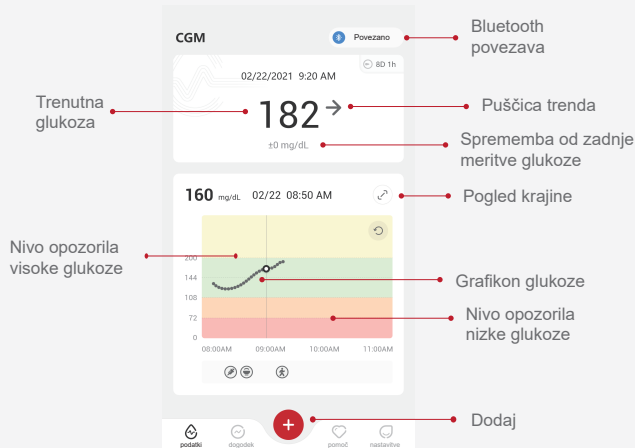 CGM
Povezano
Bluetooth
povezava
8D 1h
02/22/2021 9:20 AM
Trenutna
glukoza
182
Puščica trenda
±0 mg/dL
Sprememba od zadnje
meritve glukoze
160 mg/dL 02/22 08:50 AM
Pogled krajine
Nivo opozorila
visoke glukoze
200
144
108
72
0
Grafikon glukoze
Nivo opozorila
nizke glukoze
08:00AM 09:00AM 10:00AM 11:00AM
Dodaj
podatki dogodek pomoč nastavitve